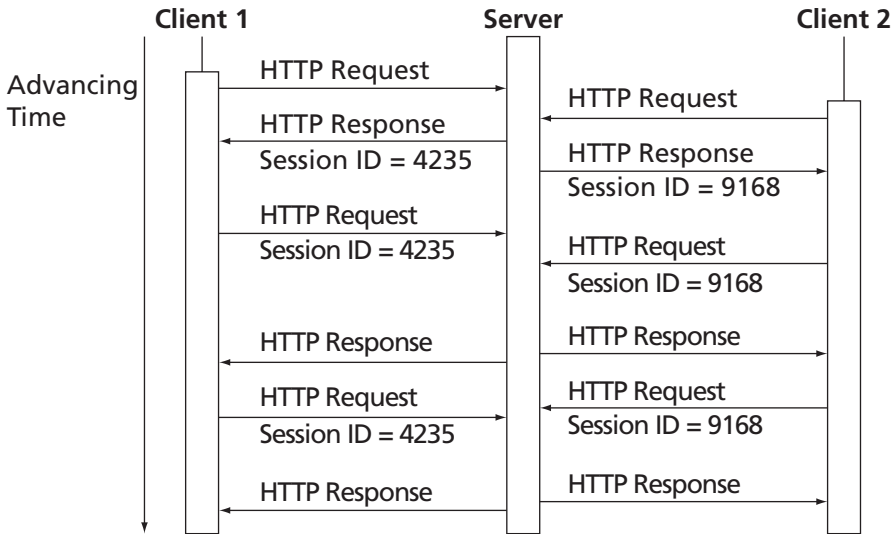 Client 1
Server
Client 2
Advancing
Time
HTTP Request
HTTP Request
HTTP Response
Session ID = 4235
HTTP Response
Session ID = 9168
HTTP Request
Session ID = 4235
HTTP Request
Session ID = 9168
HTTP Response
HTTP Response
HTTP Request
Session ID = 4235
HTTP Request
Session ID = 9168
HTTP Response
HTTP Response